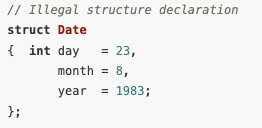 // Illegal structure declaration
struct Date
{  int day   = 23,
       month = 8,
       year  = 1983;
};